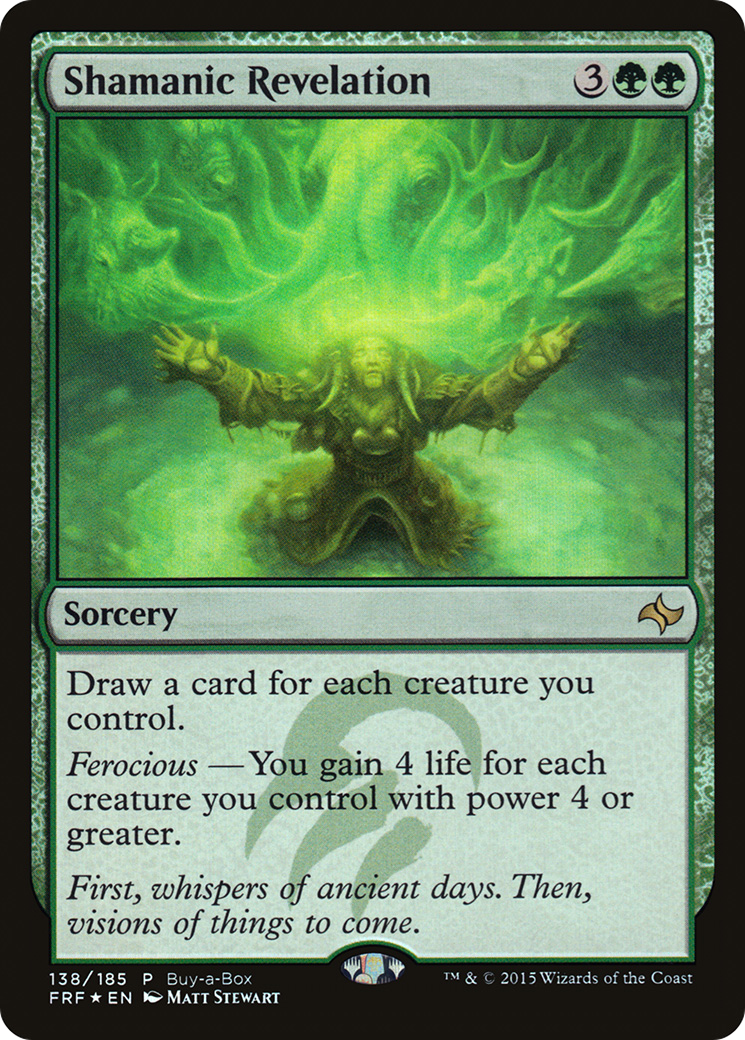 Shamanic Revelation 3
Sorcery
Draw a card for each creature you
control.
Ferocious — You gain 4 life for each
creature you control with power 4 or
greater.
First, whispers of ancient days. Then,
visions of things to come.
138/185 P Buy-a-Box
FRF ★ EN Matt Stewart
™ & © 2015 Wizards of the Coast